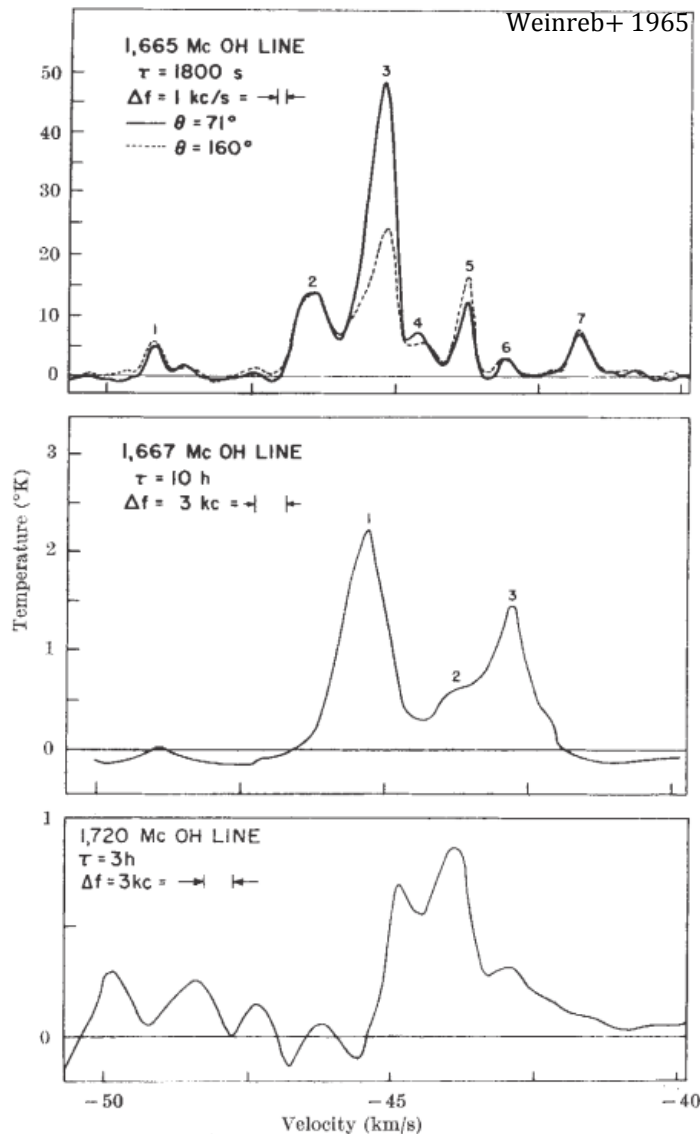 Weinreb+ 1965
1,665 Mc OH LINE
τ = 1800 s
Δf = 1 kc/s =
θ = 71°
θ = 160°
50
40
30
20
10
0
1
2
3
4
5
6
7
1,667 Mc OH LINE
τ = 10 h
Δf = 3 kc =
3
2
1
0
1
2
3
Temperature (°K)
1,720 Mc OH LINE
τ = 3h
Δf = 3kc =
1
0
−50
−45
−40
Velocity (km/s)